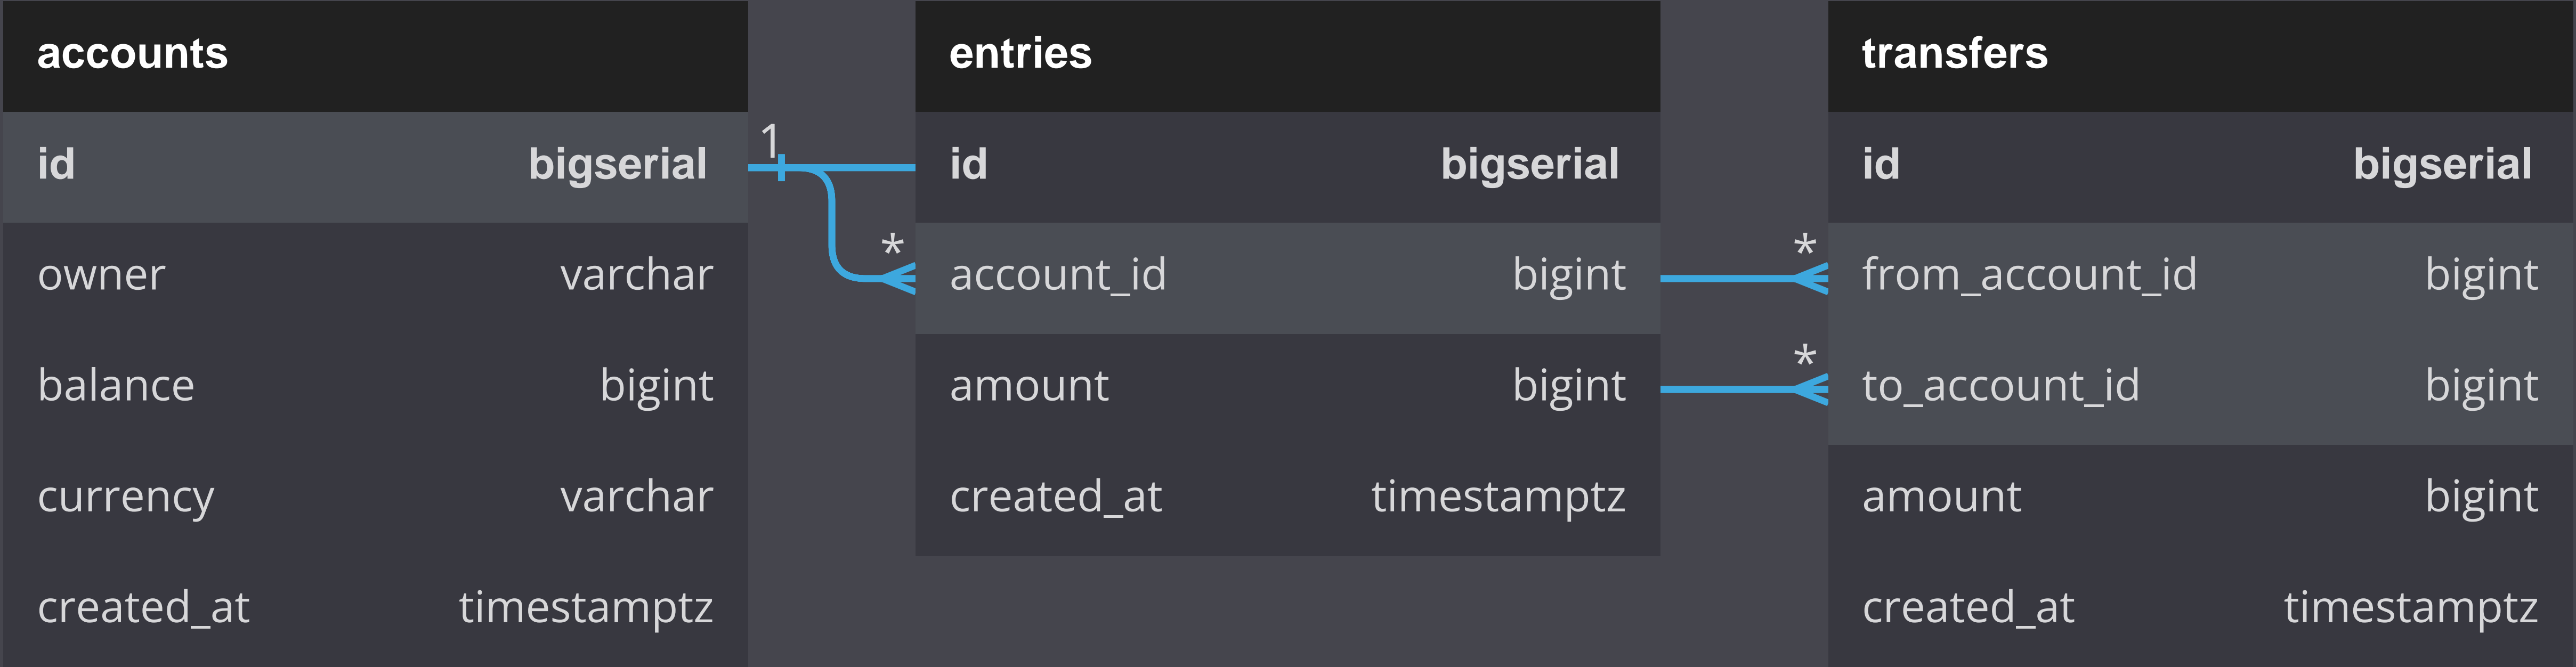 accounts
id bigserial
owner varchar
balance bigint
currency varchar
created_at timestamptz
1
*
entries
id bigserial
account_id bigint
amount bigint
created_at timestamptz
*
*
transfers
id bigserial
from_account_id bigint
to_account_id bigint
amount bigint
created_at timestamptz